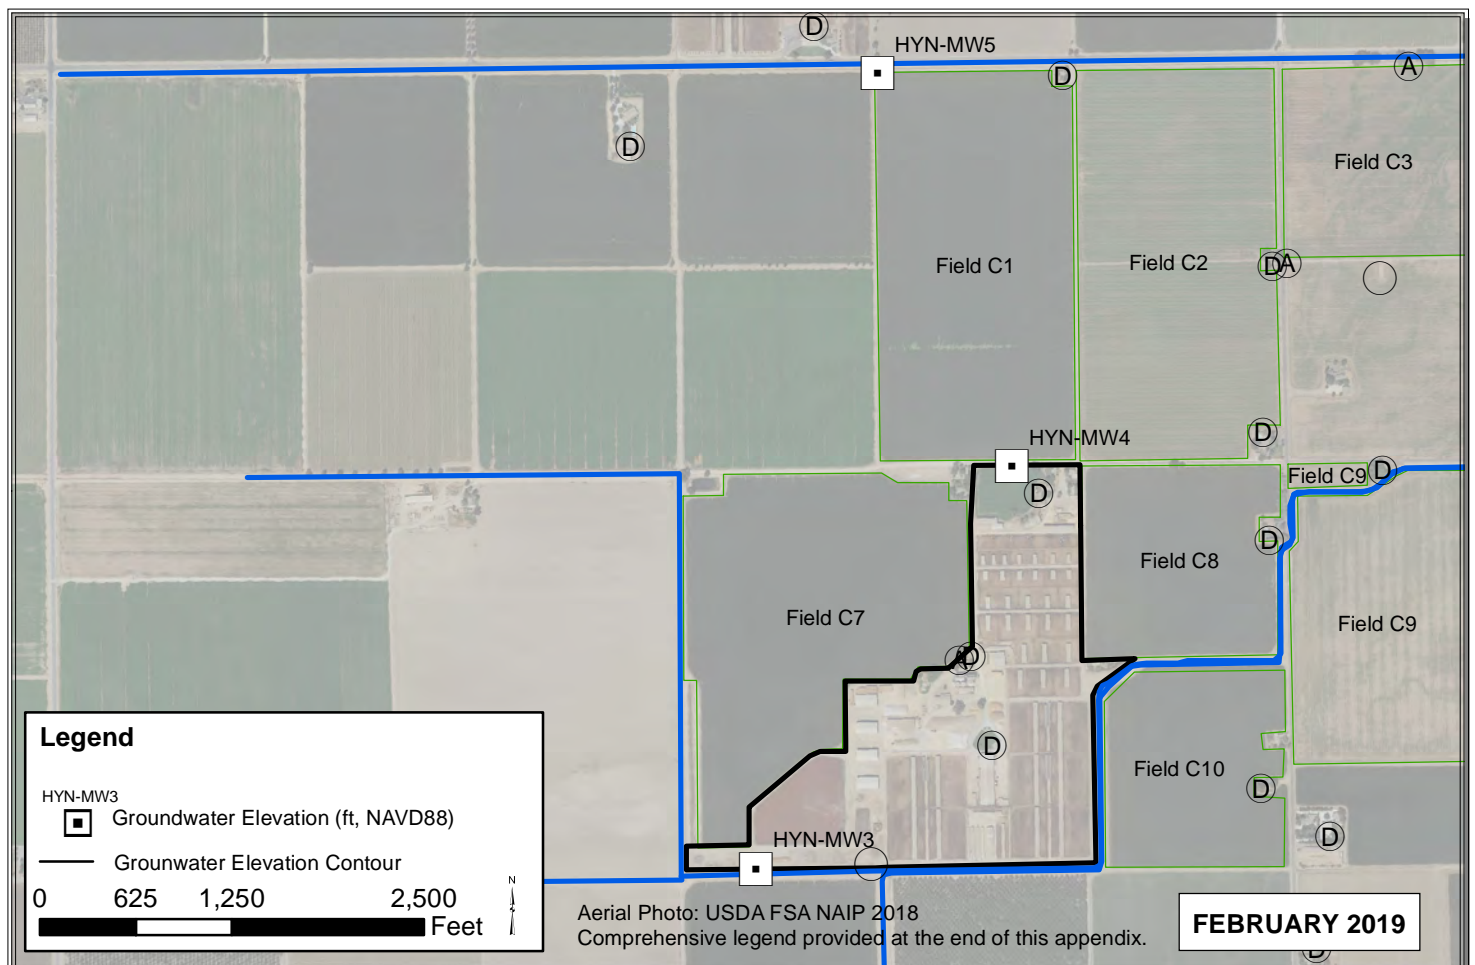 D
HYN-MW5
D
A
D
Field C3
Field C1
Field C2
D
A
D
HYN-MW4
Field C9
D
D
D
Field C8
Field C7
Field C9
A
D
D
Field C10
D
HYN-MW3
D
Legend
HYN-MW3
Groundwater Elevation (ft, NAVD88)
Grounwater Elevation Contour
0 625 1,250 2,500
Feet
N
Aerial Photo: USDA FSA NAIP 2018
Comprehensive legend provided at the end of this appendix.
FEBRUARY 2019
D